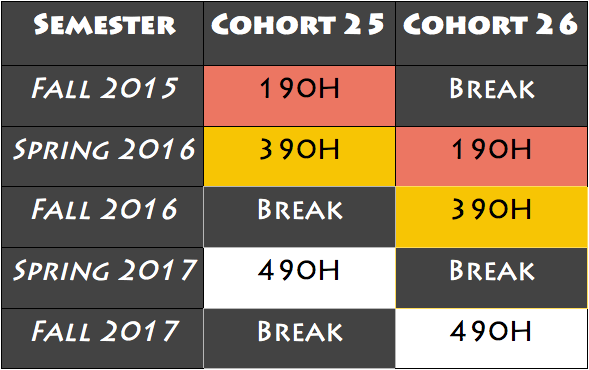 Semester Cohort 25 Cohort 26
Fall 2015 190H Break
Spring 2016 390H 190H
Fall 2016 Break 390H
Spring 2017 490H Break
Fall 2017 Break 490H